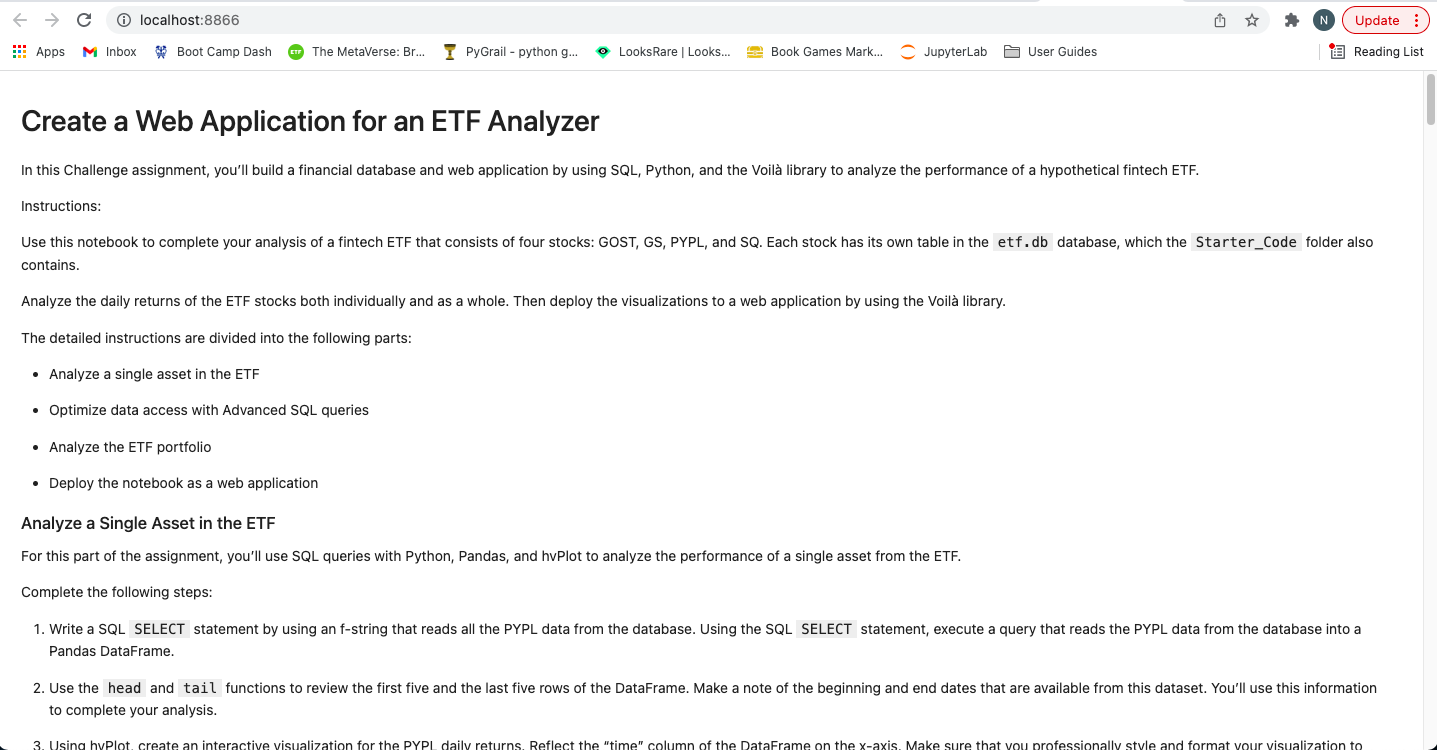 localhost:8866
N
Update
Apps
Inbox
Boot Camp Dash
ETF
The MetaVerse: Br...
PyGrail - python g...
LooksRare | Looks...
Book Games Mark...
JupyterLab
User Guides
Reading List
Create a Web Application for an ETF Analyzer
In this Challenge assignment, you’ll build a financial database and web application by using SQL, Python, and the Voilà library to analyze the performance of a hypothetical fintech ETF.
Instructions:
Use this notebook to complete your analysis of a fintech ETF that consists of four stocks: GOST, GS, PYPL, and SQ. Each stock has its own table in the etf.db database, which the Starter_Code folder also
contains.
Analyze the daily returns of the ETF stocks both individually and as a whole. Then deploy the visualizations to a web application by using the Voilà library.
The detailed instructions are divided into the following parts:
• Analyze a single asset in the ETF
• Optimize data access with Advanced SQL queries
• Analyze the ETF portfolio
• Deploy the notebook as a web application
Analyze a Single Asset in the ETF
For this part of the assignment, you’ll use SQL queries with Python, Pandas, and hvPlot to analyze the performance of a single asset from the ETF.
Complete the following steps:
1. Write a SQL SELECT statement by using an f-string that reads all the PYPL data from the database. Using the SQL SELECT statement, execute a query that reads the PYPL data from the database into a
Pandas DataFrame.
2. Use the head and tail functions to review the first five and the last five rows of the DataFrame. Make a note of the beginning and end dates that are available from this dataset. You’ll use this information
to complete your analysis.
3. Using hvPlot, create an interactive visualization for the PYPL daily returns. Reflect the “time” column of the DataFrame on the x-axis. Make sure that you professionally style and format your visualization to